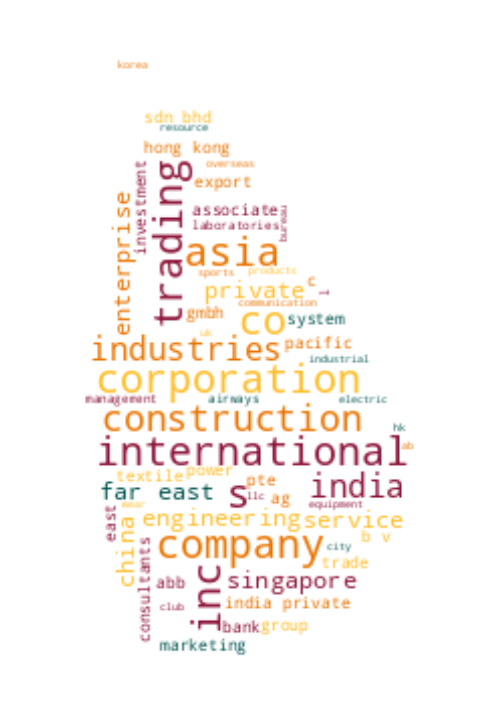 korea
sdn bhd
resource
hong kong
overseas
export
investment
trading
enterprise
associate
bureau
laboratories
asia
sports
products
private
c
l
communication
gmbh
co
system
uk
industries
pacific
industrial
corporation
management
airways
electric
construction
hk
international
ab
textile
power
pte
far east
s
llc
ag
india
equipment
wear
east
china
engineering
service
b v
company
city
trade
consultants
abb
inc
singapore
club
india private
bank
group
marketing